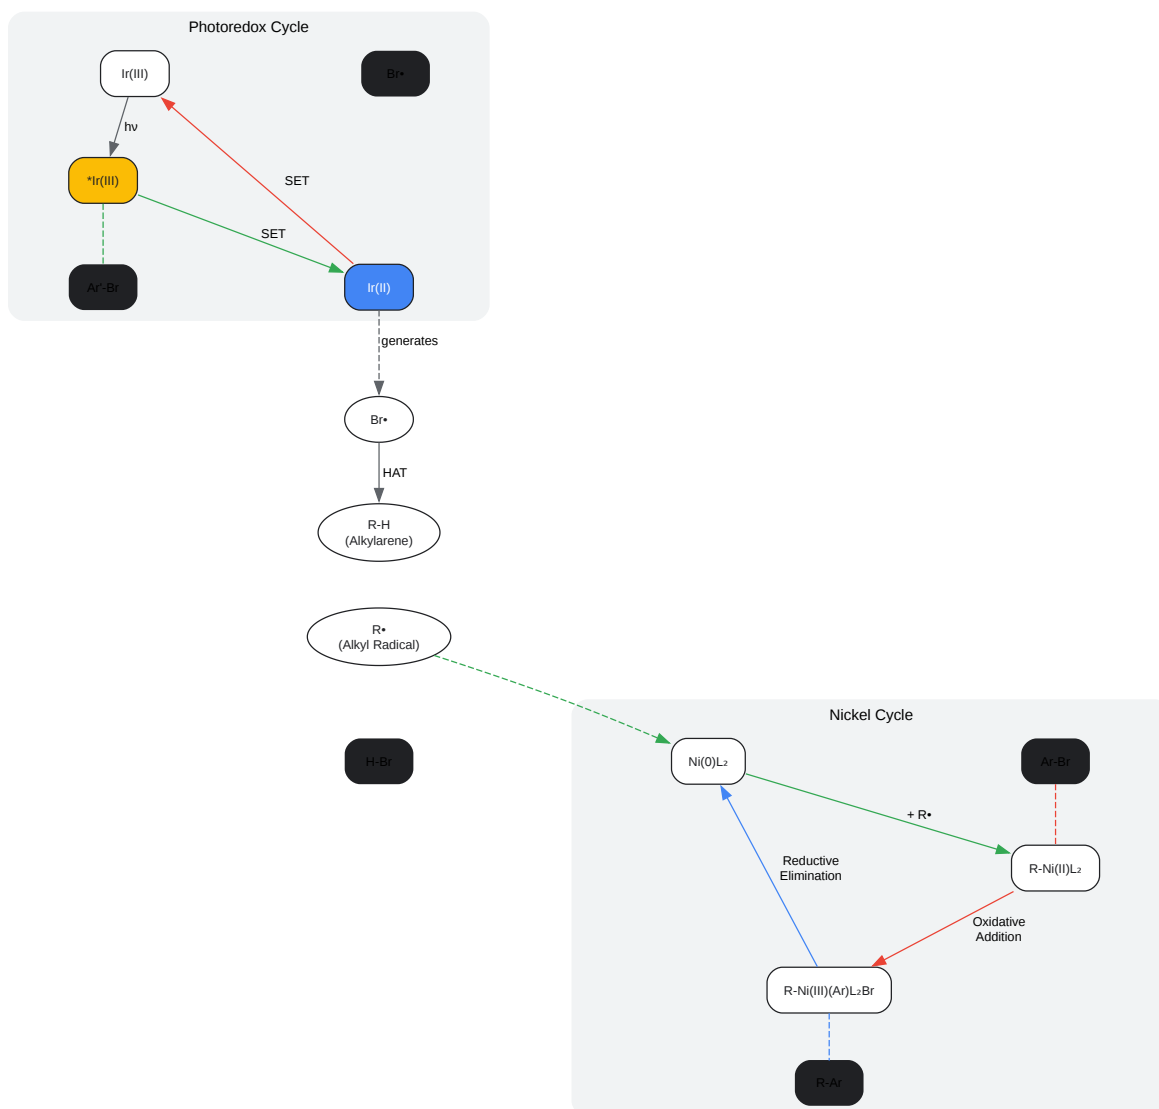 Photoredox Cycle
Ir(III)
Br•
hν
*Ir(III)
SET
SET
Ar'-Br
Ir(II)
generates
Br•
HAT
R-H
(Alkylarene)
R•
(Alkyl Radical)
Nickel Cycle
H-Br
Ni(0)L₂
Ar-Br
+ R•
Reductive
Elimination
R-Ni(II)L₂
Oxidative
Addition
R-Ni(III)(Ar)L₂Br
R-Ar